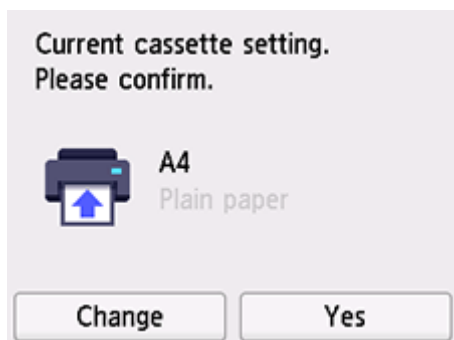 Current cassette setting.
Please confirm.
A4
Plain paper
Change
Yes